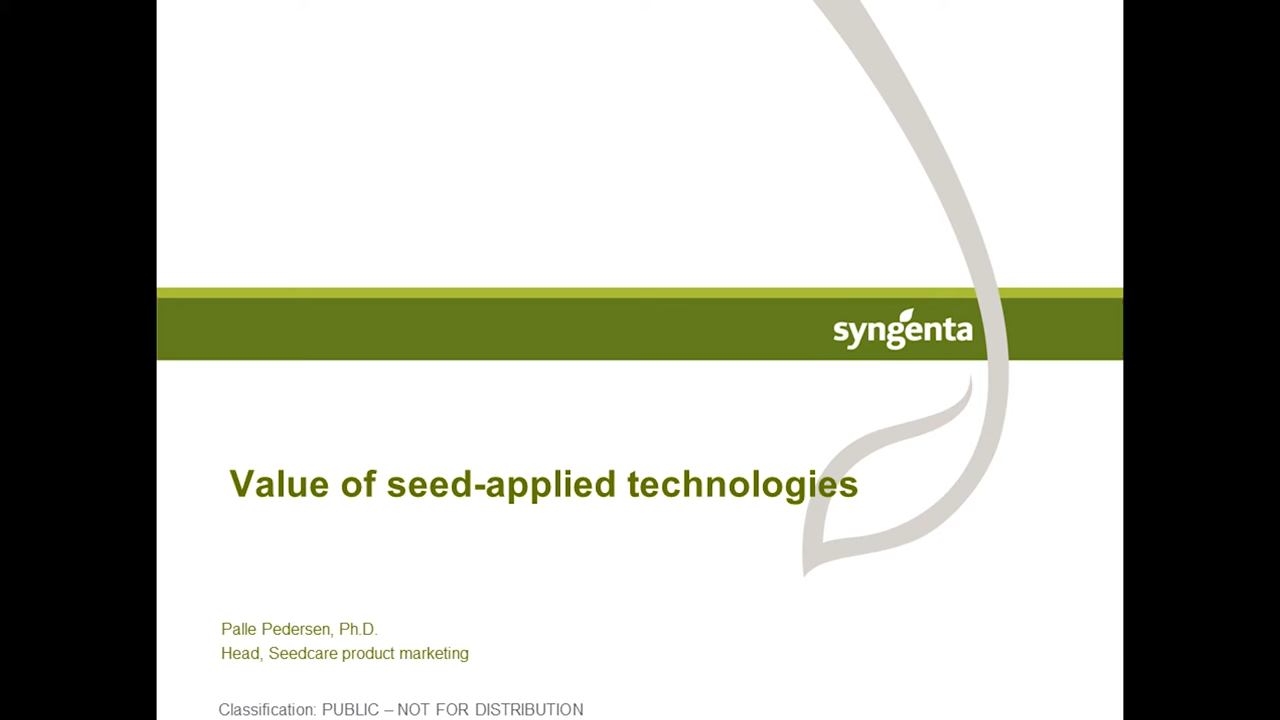 syngenta
Value of seed-applied technologies
Palle Pedersen, Ph.D.
Head, Seedcare product marketing
Classification: PUBLIC – NOT FOR DISTRIBUTION